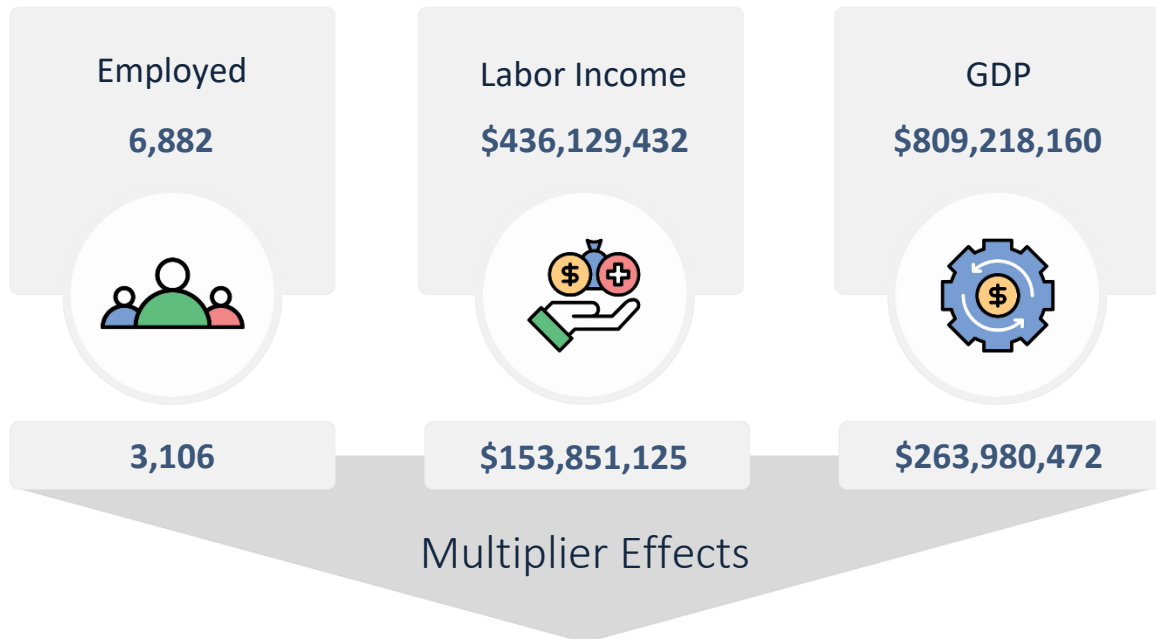 Employed
6,882
Labor Income
$436,129,432
GDP
$809,218,160
$
$
3,106
$153,851,125
$263,980,472
Multiplier Effects